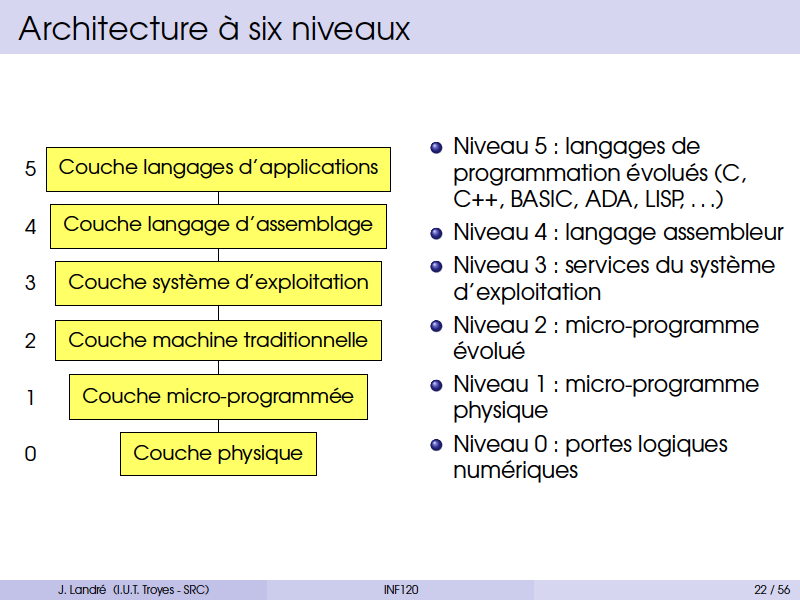 Architecture à six niveaux
5 Couche langages d'applications
4 Couche langage d'assemblage
3 Couche système d'exploitation
2 Couche machine traditionnelle
1 Couche micro-programmée
0 Couche physique
Niveau 5 : langages de
programmation évolués (C,
C++, BASIC, ADA, LISP, . . .)
Niveau 4 : langage assembleur
Niveau 3 : services du système
d'exploitation
Niveau 2 : micro-programme
évolué
Niveau 1 : micro-programme
physique
Niveau 0 : portes logiques
numériques
J. Landré (I.U.T. Troyes - SRC) INF120 22 / 56